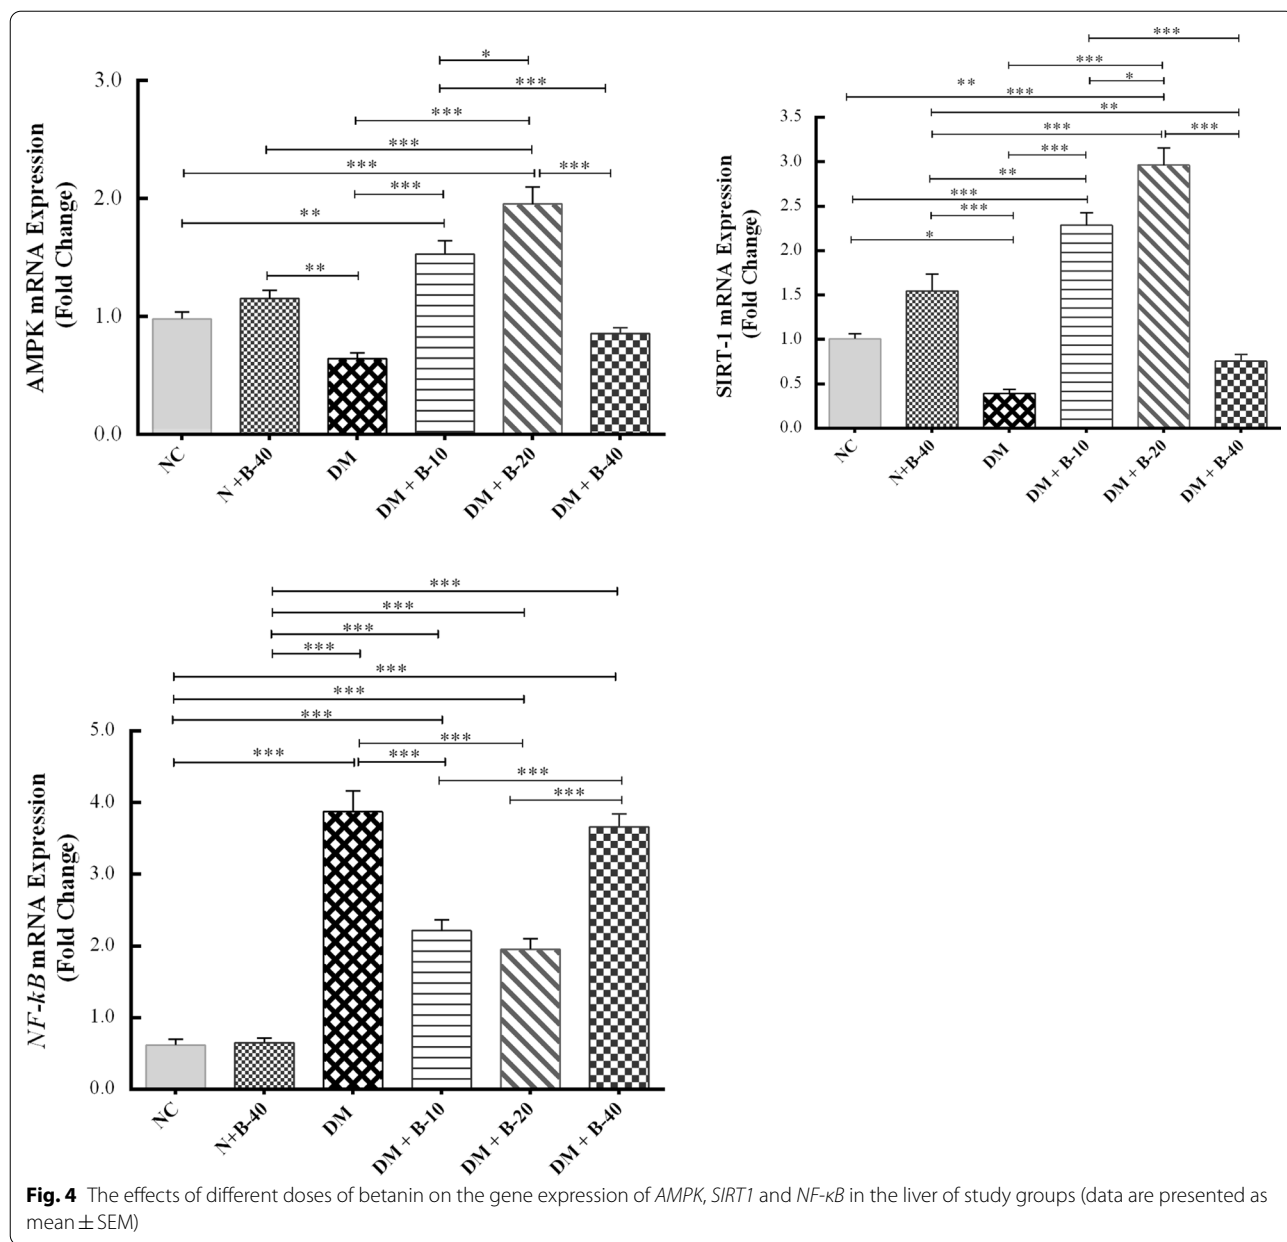 *
***
***
***
***
***
***
**
**
3.0
2.0
1.0
0.0
AMPK mRNA Expression
(Fold Change)
NC
N +B-40
DM
DM + B-10
DM + B-20
DM + B-40
***
***
*
**
***
**
***
***
***
**
***
***
*
3.5
3.0
2.5
2.0
1.5
1.0
0.5
0.0
SIRT-1 mRNA Expression
(Fold Change)
NC
N+B-40
DM
DM + B-10
DM + B-20
DM + B-40
***
***
***
***
***
***
***
***
***
***
***
***
5.0
4.0
3.0
2.0
1.0
0.0
NF-kB mRNA Expression
(Fold Change)
NC
N+B-40
DM
DM + B-10
DM + B-20
DM + B-40
Fig. 4 The effects of different doses of betanin on the gene expression of AMPK, SIRT1 and NF-κB in the liver of study groups (data are presented as
mean ± SEM)